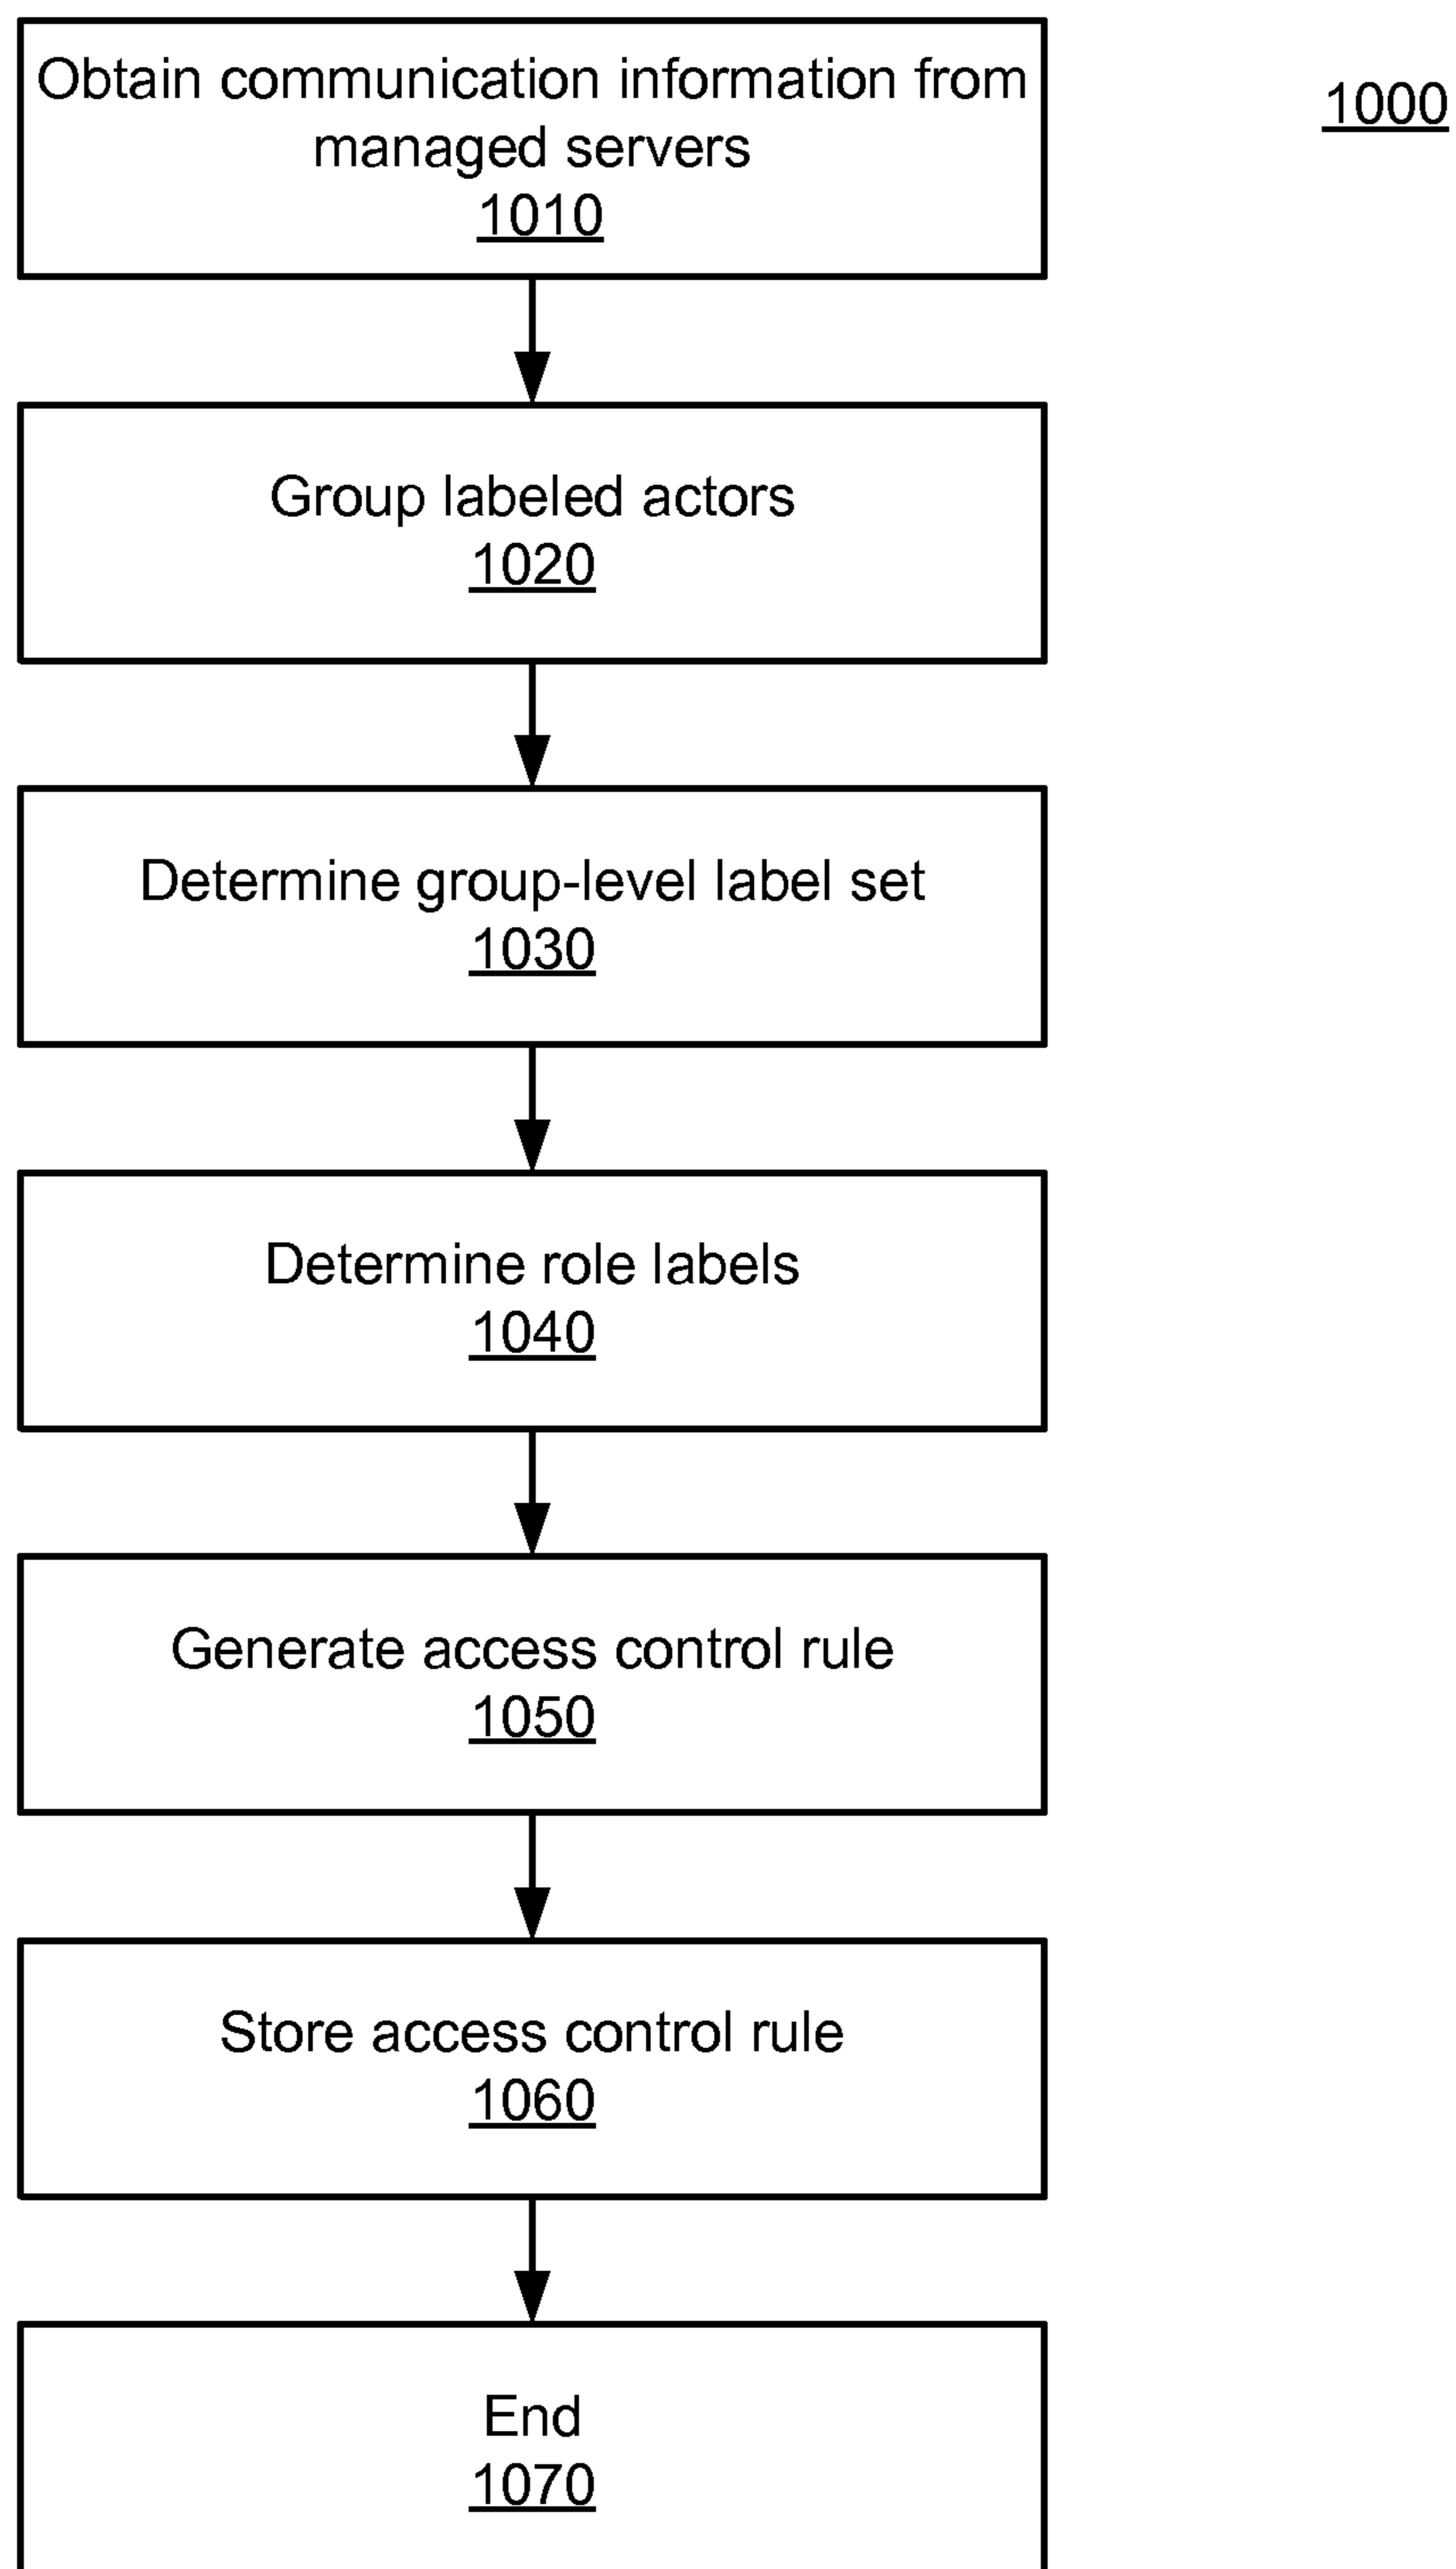 Obtain communication information from
managed servers
1010
1000
Group labeled actors
1020
Determine group-level label set
1030
Determine role labels
1040
Generate access control rule
1050
Store access control rule
1060
End
1070